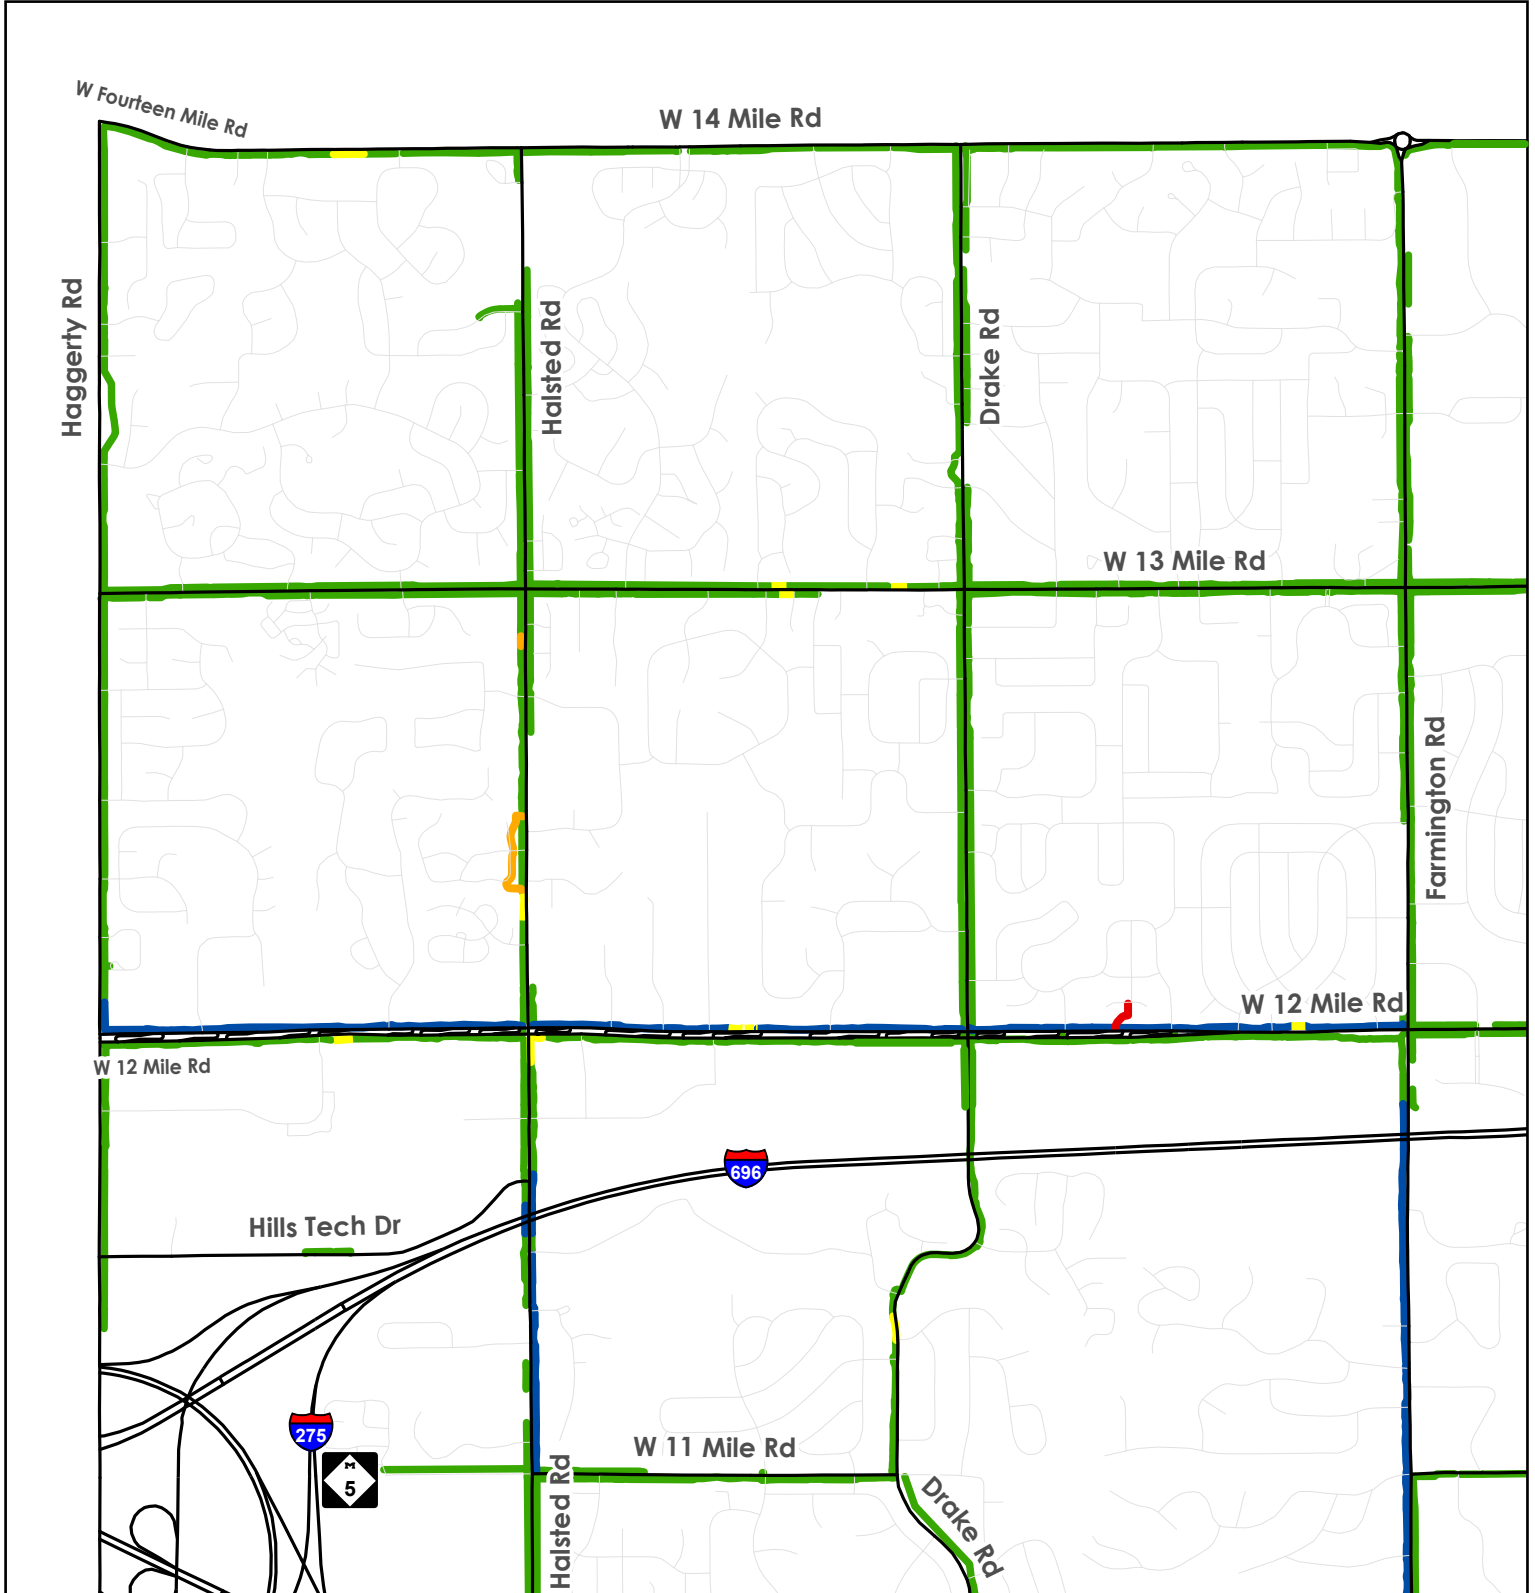 W Fourteen Mile Rd
W 14 Mile Rd
Haggerty Rd
Halsted Rd
Drake Rd
W 13 Mile Rd
Farmington Rd
W 12 Mile Rd
W 12 Mile Rd
696
Hills Tech Dr
275
M
5
W 11 Mile Rd
Halsted Rd
Drake Rd